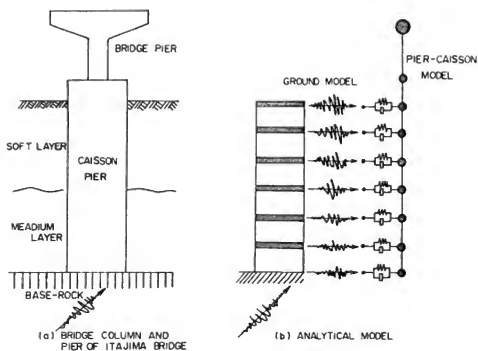 BRIDGE PIER
SOFT LAYER
CAISSON
PIER
MEADIUM
LAYER
BASE-ROCK
(a) BRIDGE COLUMN AND
PIER OF ITAJIMA BRIDGE
PIER-CAISSON
MODEL
GROUND MODEL
(b) ANALYTICAL MODEL